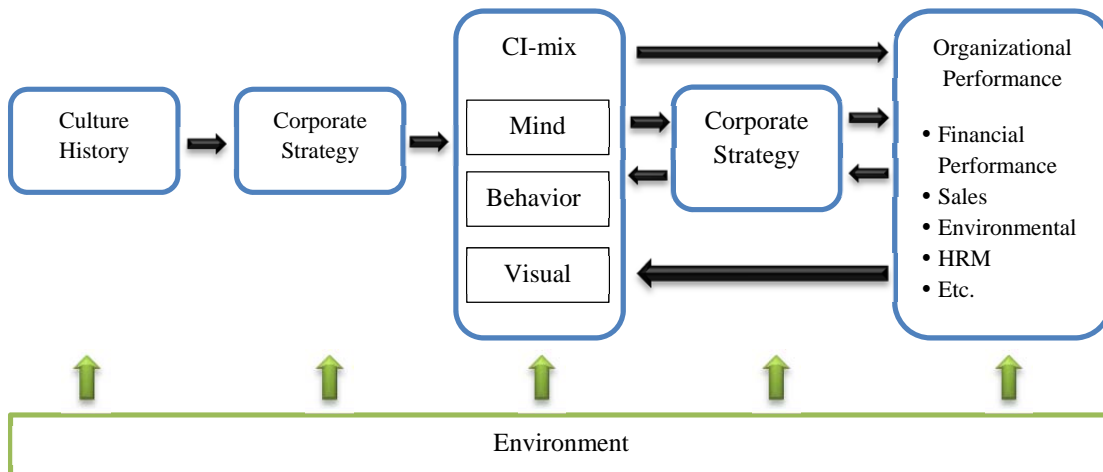 Culture
History
Corporate
Strategy
CI-mix
Mind
Behavior
Visual
Corporate
Strategy
Organizational
Performance
• Financial
Performance
• Sales
• Environmental
• HRM
• Etc.
Environment